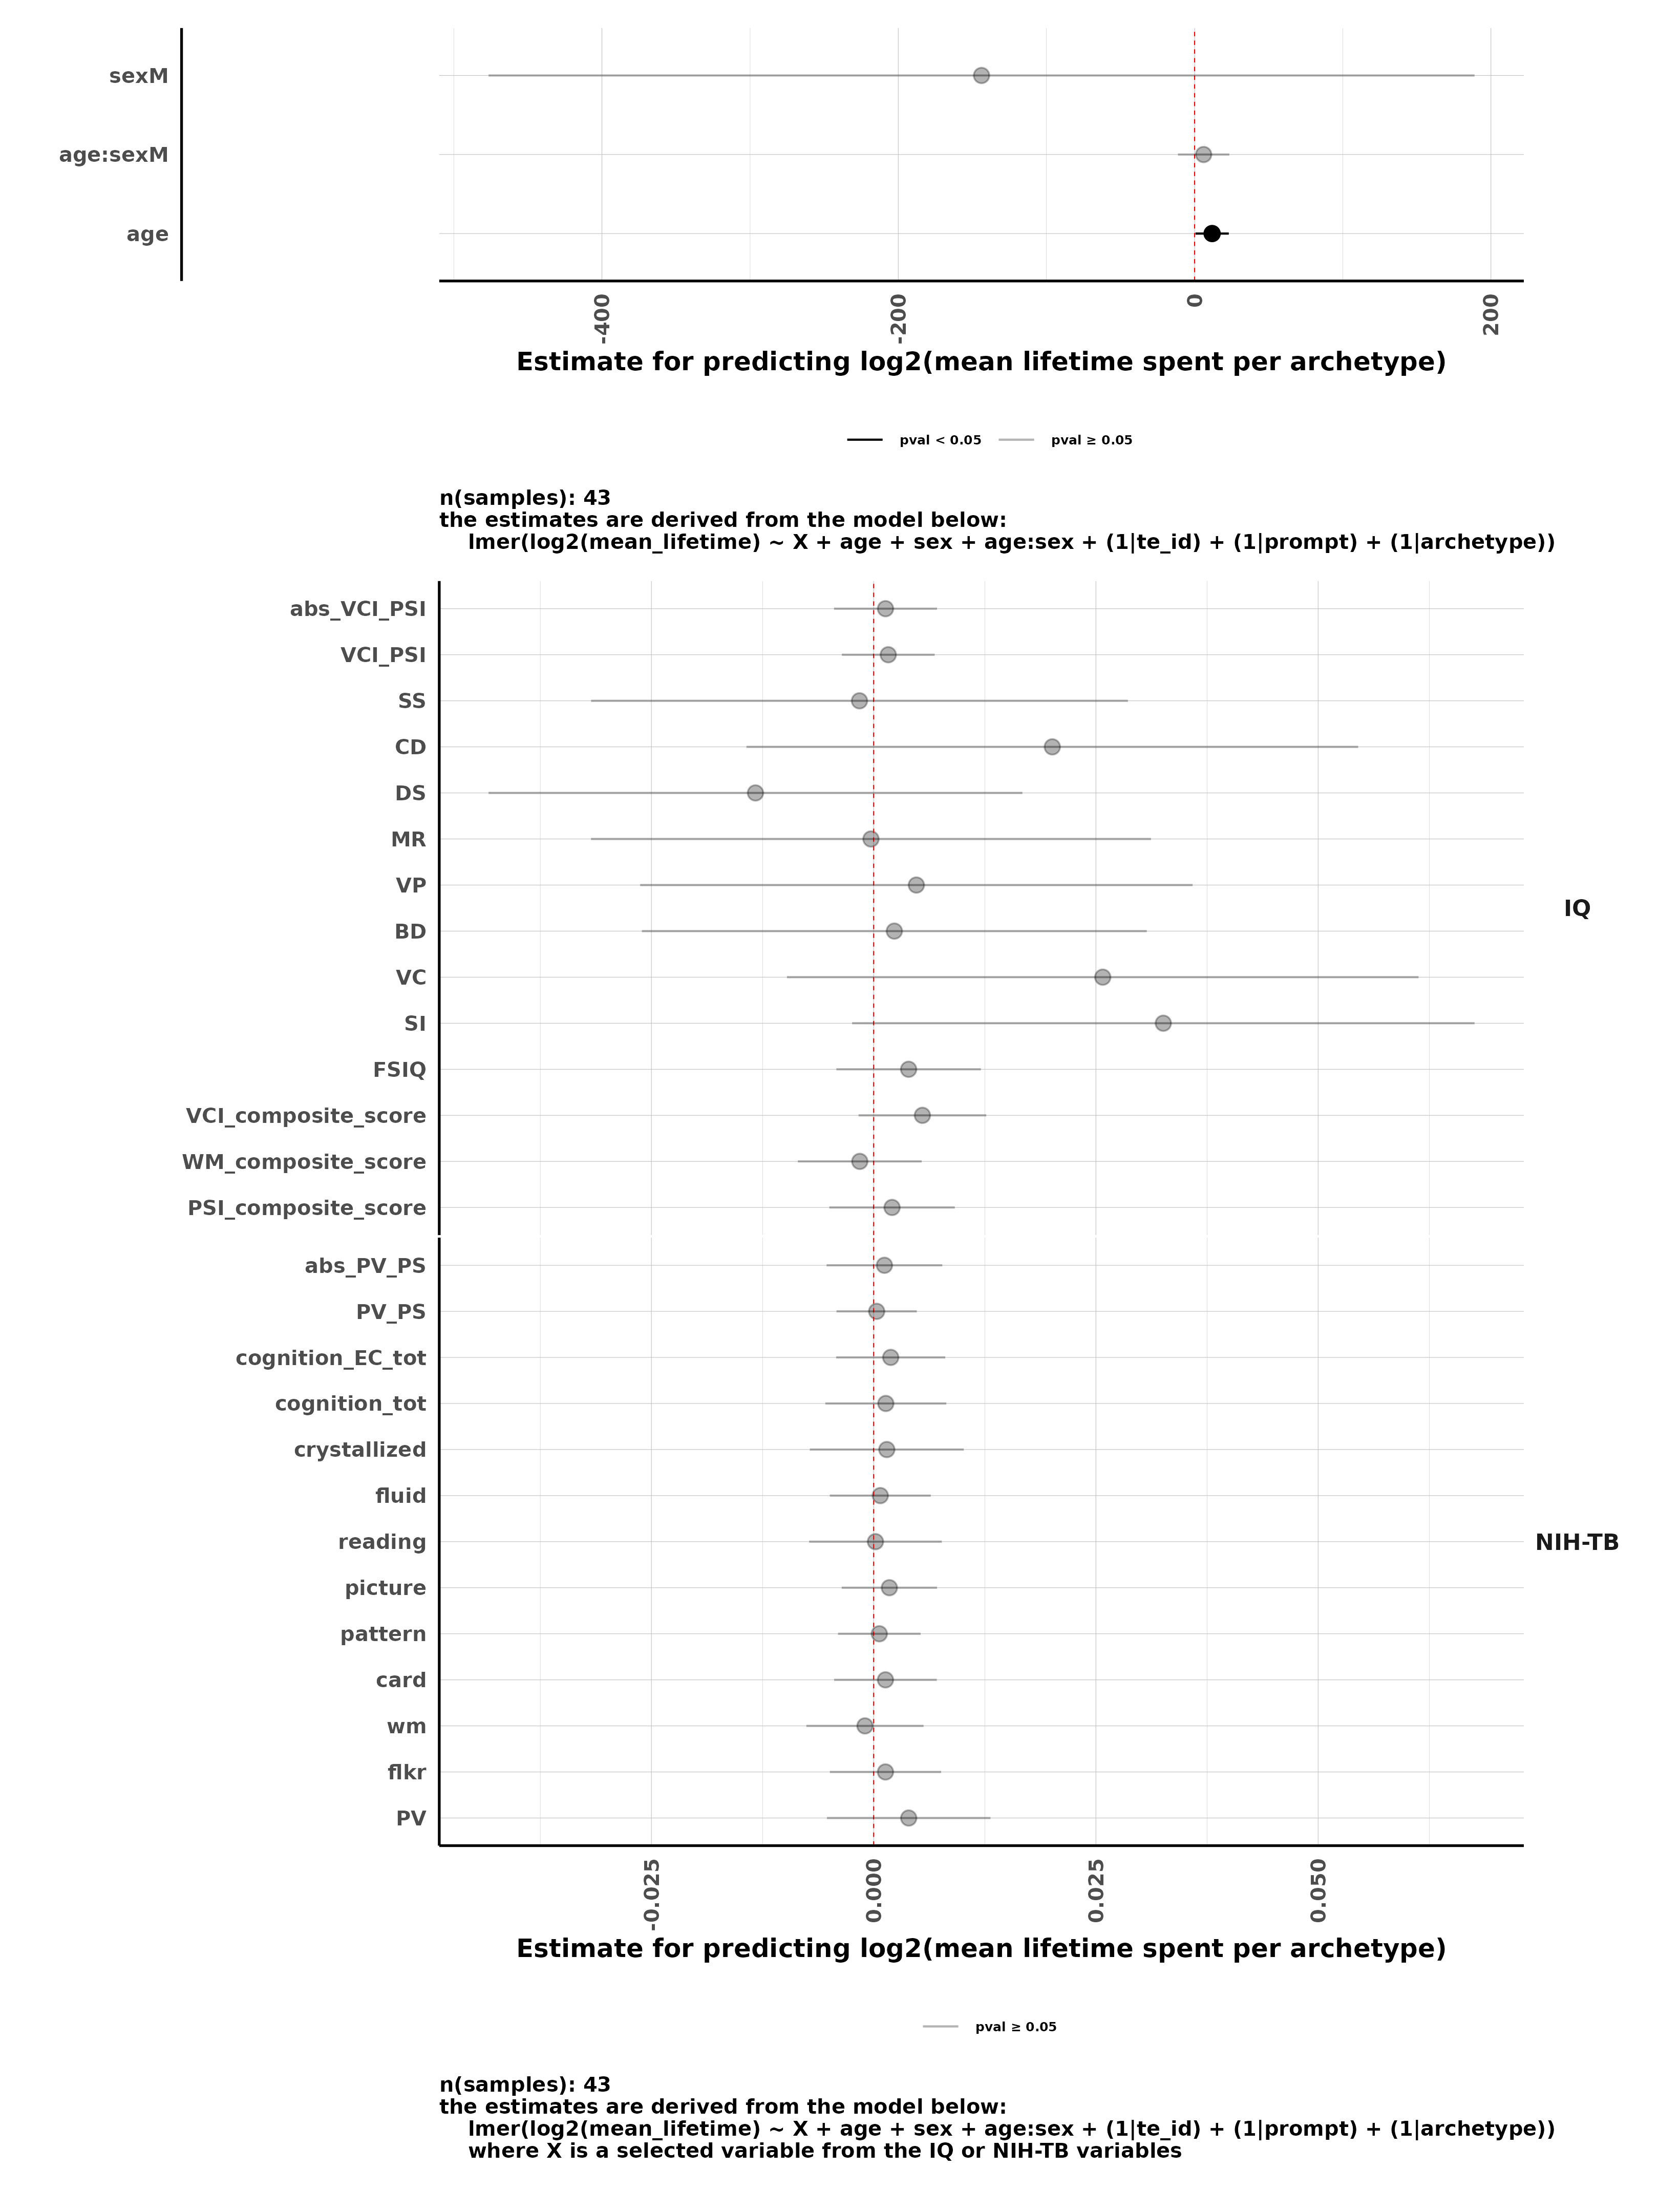 sexM
age:sexM
age
-400
-200
0
200
Estimate for predicting log2(mean lifetime spent per archetype)
pval < 0.05
pval ≥ 0.05
n(samples): 43
the estimates are derived from the model below:
lmer(log2(mean_lifetime) ~ X + age + sex + age:sex + (1|te_id) + (1|prompt) + (1|archetype))
abs_VCI_PSI
VCI_PSI
SS
CD
DS
MR
VP
BD
VC
SI
FSIQ
VCI_composite_score
WM_composite_score
PSI_composite_score
IQ
abs_PV_PS
PV_PS
cognition_EC_tot
cognition_tot
crystallized
fluid
reading
picture
pattern
card
wm
flkr
PV
NIH-TB
-0.025
0.000
0.025
0.050
Estimate for predicting log2(mean lifetime spent per archetype)
pval ≥ 0.05
n(samples): 43
the estimates are derived from the model below:
lmer(log2(mean_lifetime) ~ X + age + sex + age:sex + (1|te_id) + (1|prompt) + (1|archetype))
where X is a selected variable from the IQ or NIH-TB variables